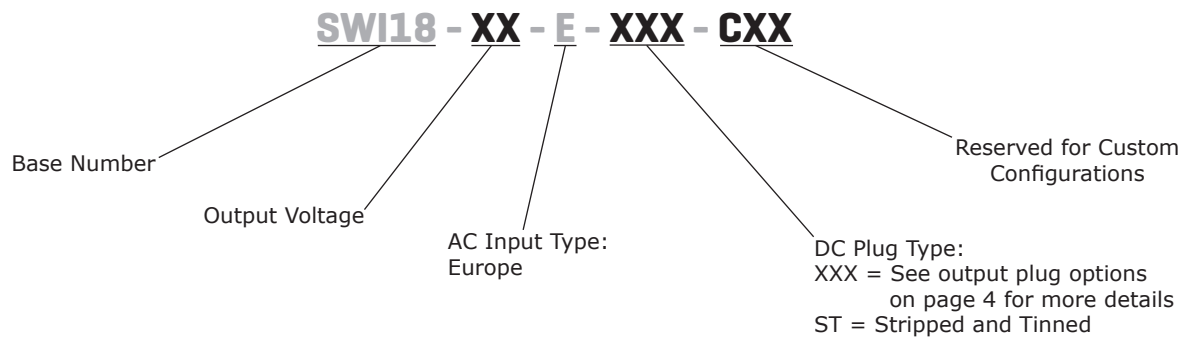 SWI18 - XX - E - XXX - CXX
Base Number
Output Voltage
AC Input Type:
Europe
DC Plug Type:
XXX = See output plug options
on page 4 for more details
ST = Stripped and Tinned
Reserved for Custom
Configurations